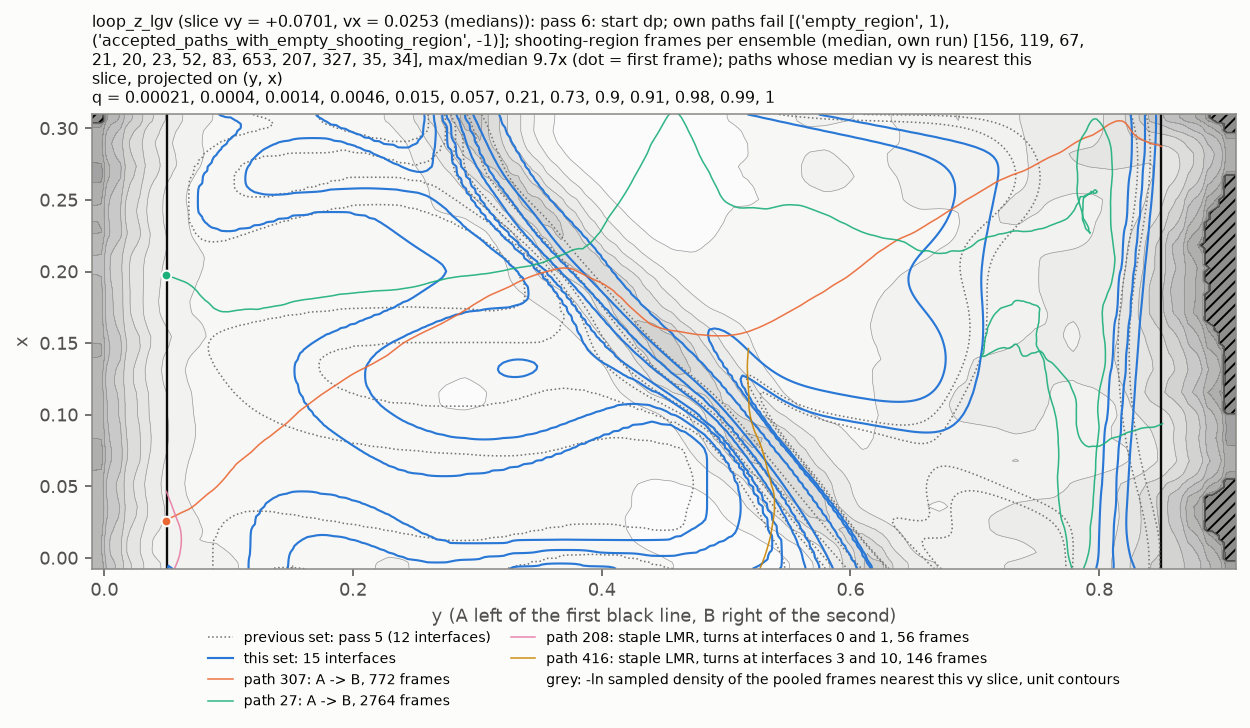 loop_z_lgv (slice vy = +0.0701, vx = 0.0253 (medians)): pass 6: start dp; own paths fail [('empty_region', 1),
('accepted_paths_with_empty_shooting_region', -1)]; shooting-region frames per ensemble (median, own run) [156, 119, 67,
21, 20, 23, 52, 83, 653, 207, 327, 35, 34], max/median 9.7x (dot = first frame); paths whose median vy is nearest this
slice, projected on (y, x)
q = 0.00021, 0.0004, 0.0014, 0.0046, 0.015, 0.057, 0.21, 0.73, 0.9, 0.91, 0.98, 0.99, 1
0.30
0.25
0.20
0.15
0.10
0.05
0.00
x
0.0 0.2 0.4 0.6 0.8
y (A left of the first black line, B right of the second)
previous set: pass 5 (12 interfaces)
this set: 15 interfaces
path 307: A -> B, 772 frames
path 27: A -> B, 2764 frames
path 208: staple LMR, turns at interfaces 0 and 1, 56 frames
path 416: staple LMR, turns at interfaces 3 and 10, 146 frames
grey: -ln sampled density of the pooled frames nearest this vy slice, unit contours